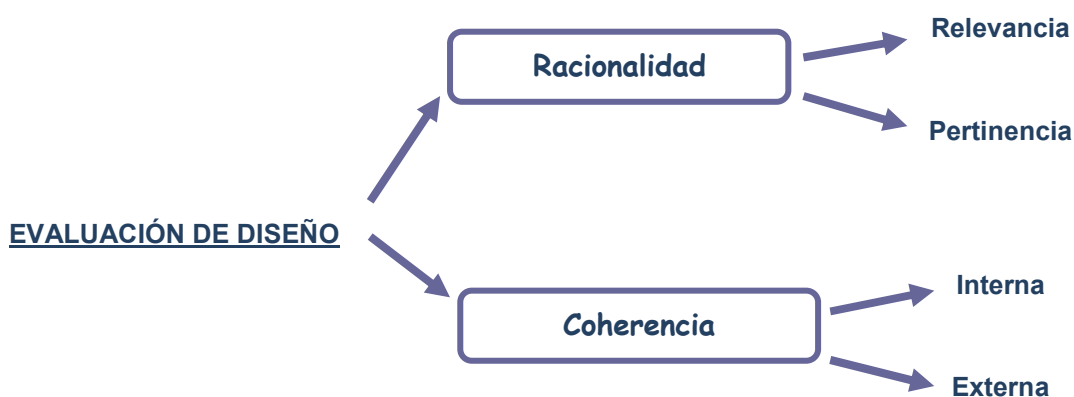 Relevancia
Racionalidad
Pertinencia
EVALUACIÓN DE DISEÑO
Interna
Coherencia
Externa